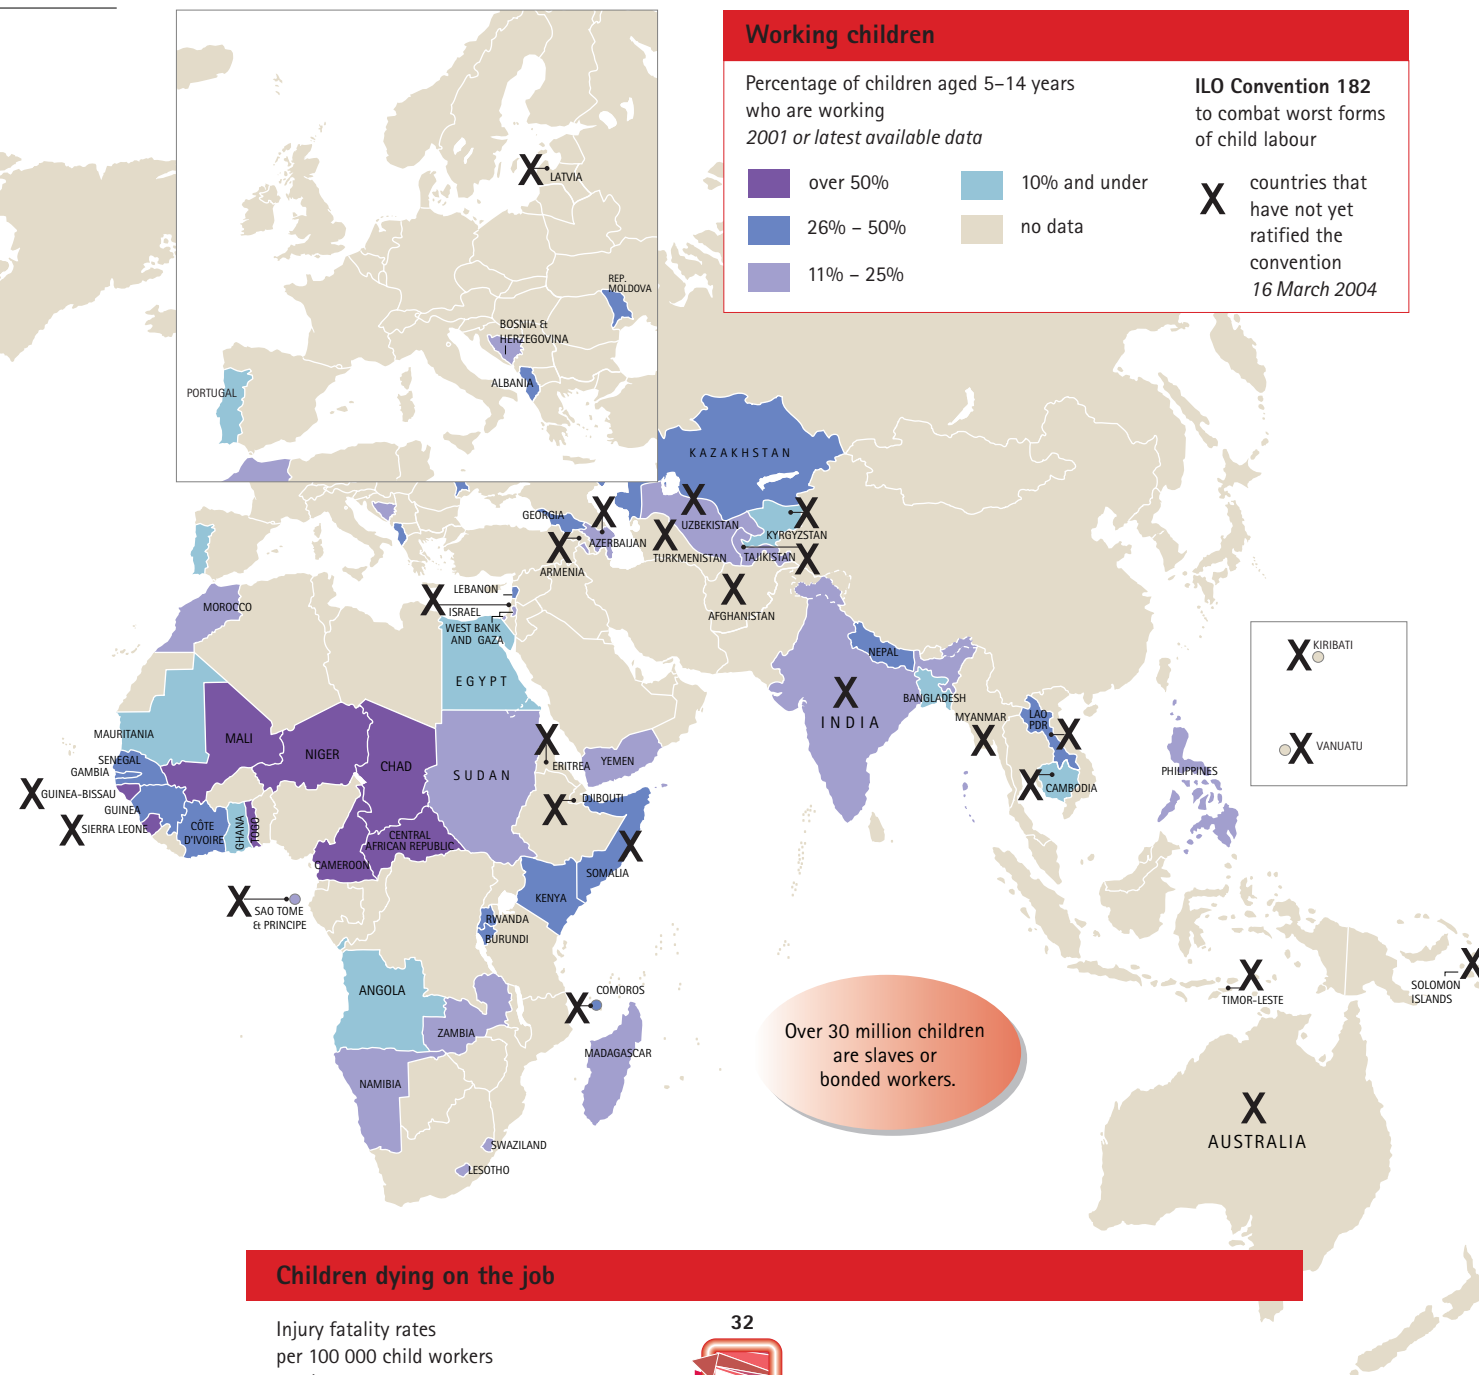 Working children
Percentage of children aged 5–14 years
who are working
2001 or latest available data
over 50%
26% – 50%
11% – 25%
10% and under
no data
ILO Convention 182
to combat worst forms
of child labour
X
countries that
have not yet
ratified the
convention
16 March 2004
X
LATVIA
REP.
MOLDOVA
BOSNIA &
HERZEGOVINA
ALBANIA
PORTUGAL
KAZAKHSTAN
GEORGIA
X
AZERBAIJAN
X
ARMENIA
X
UZBEKISTAN
X
TURKMENISTAN
X
KYRGYZSTAN
TAJIKISTAN
X
X
AFGHANISTAN
LEBANON
X
ISRAEL
WEST BANK
AND GAZA
MOROCCO
EGYPT
MAURITANIA
MALI
NIGER
CHAD
SUDAN
X
ERITREA
YEMEN
SENEGAL
GAMBIA
X
GUINEA-BISSAU
GUINEA
X
SIERRA LEONE
CÔTE
D'IVOIRE
GHANA
TOGO
CAMEROON
CENTRAL
AFRICAN REPUBLIC
X
DJIBOUTI
X
SOMALIA
KENYA
RWANDA
BURUNDI
X
SAO TOME
& PRINCIPE
ANGOLA
ZAMBIA
NAMIBIA
X
COMOROS
MADAGASCAR
SWAZILAND
LESOTHO
NEPAL
X
INDIA
BANGLADESH
MYANMAR
X
LAO
PDR
X
X
CAMBODIA
PHILIPPINES
X
KIRIBATI
X
VANUATU
X
TIMOR-LESTE
X
SOLOMON
ISLANDS
X
AUSTRALIA
Over 30 million children
are slaves or
bonded workers.
Children dying on the job
Injury fatality rates
per 100 000 child workers
32